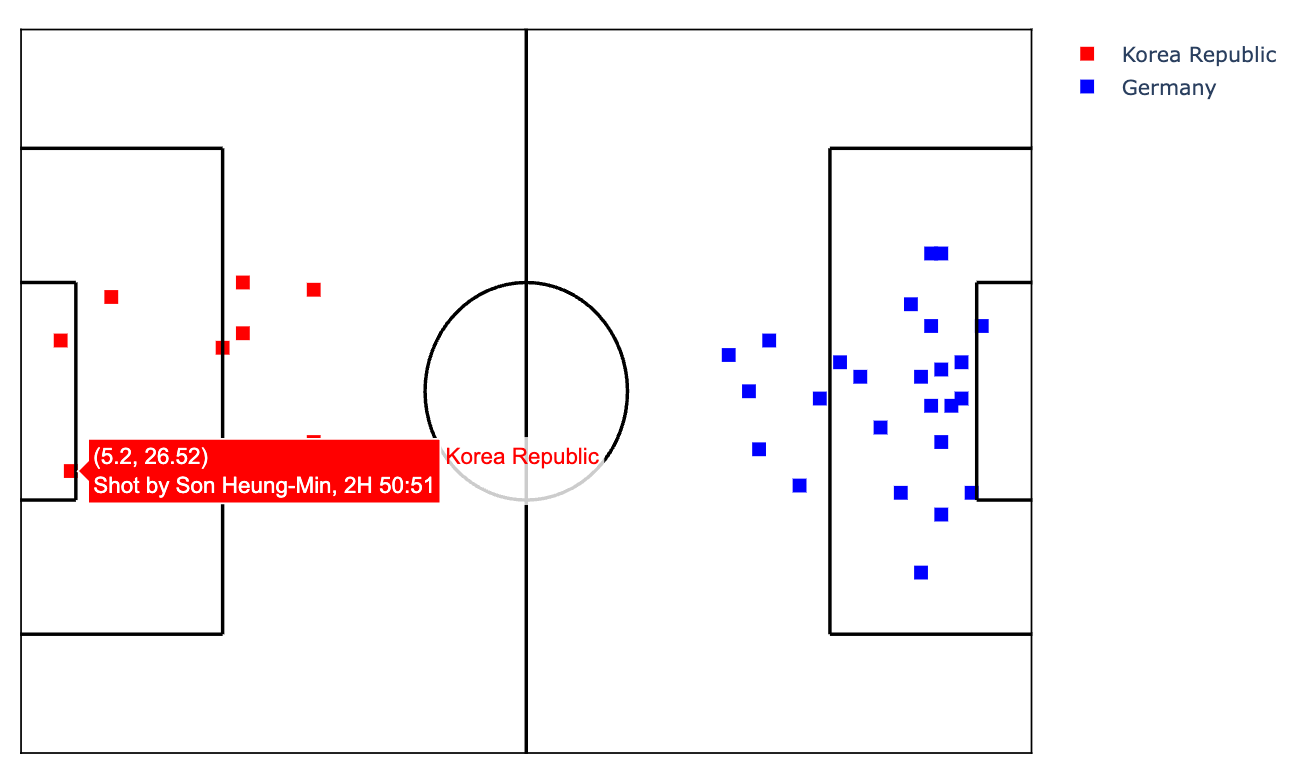 Korea Republic
Germany
(5.2, 26.52)
Korea Republic
Shot by Son Heung-Min, 2H 50:51